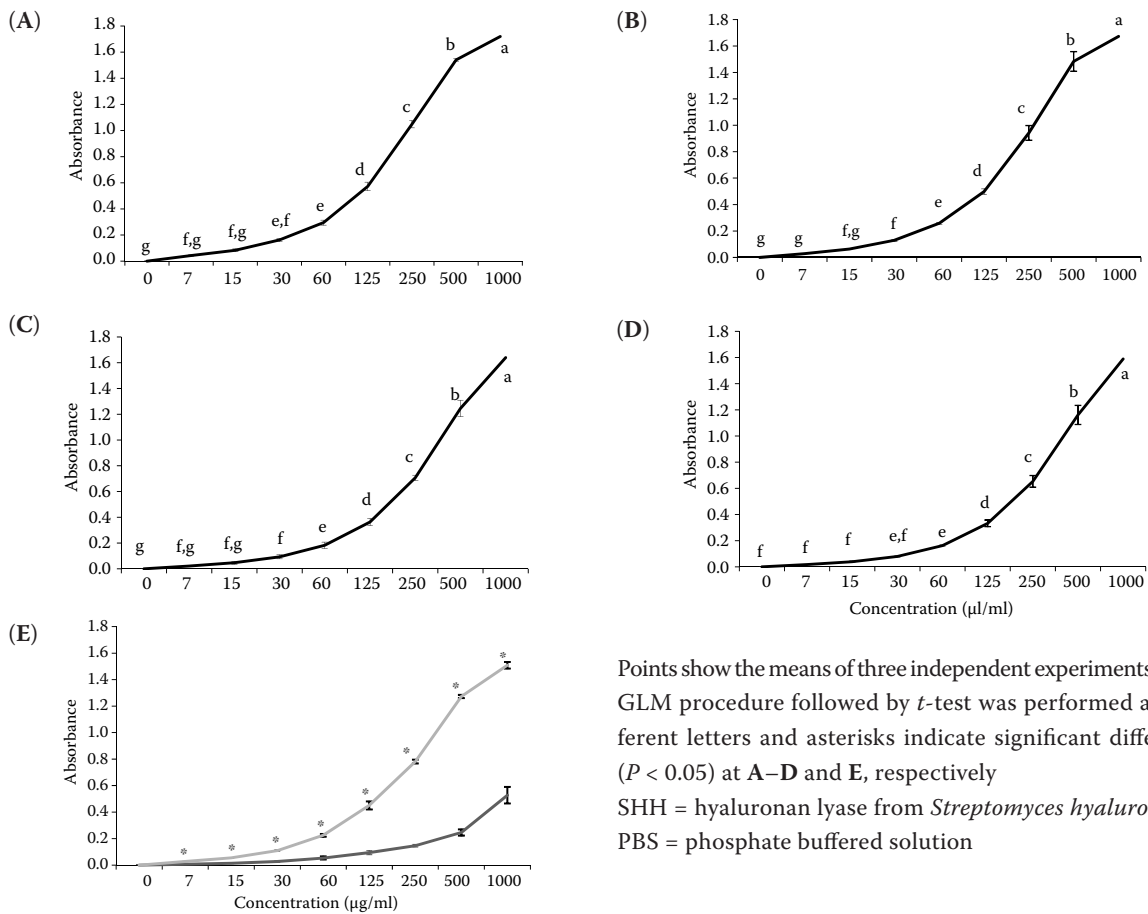 (A)
1.8
1.6
1.4
1.2
1.0
0.8
0.6
0.4
0.2
0.0
Absorbance
g f,g f,g e,f e d c b a
0 7 15 30 60 125 250 500 1000
(B)
1.8
1.6
1.4
1.2
1.0
0.8
0.6
0.4
0.2
0.0
Absorbance
g g f,g f e d c b a
0 7 15 30 60 125 250 500 1000
(C)
1.8
1.6
1.4
1.2
1.0
0.8
0.6
0.4
0.2
0.0
Absorbance
g f,g f,g f e d c b a
0 7 15 30 60 125 250 500 1000
(D)
1.8
1.6
1.4
1.2
1.0
0.8
0.6
0.4
0.2
0.0
Absorbance
f f f e,f e d c b a
0 7 15 30 60 125 250 500 1000
Concentration (µl/ml)
(E)
1.8
1.6
1.4
1.2
1.0
0.8
0.6
0.4
0.2
0.0
Absorbance
* * * * * * * *
0 7 15 30 60 125 250 500 1000
Concentration (µg/ml)
Points show the means of three independent experiments
GLM procedure followed by t-test was performed a
ferent letters and asterisks indicate significant diffe
(P < 0.05) at A–D and E, respectively
SHH = hyaluronan lyase from Streptomyces hyaluro
PBS = phosphate buffered solution